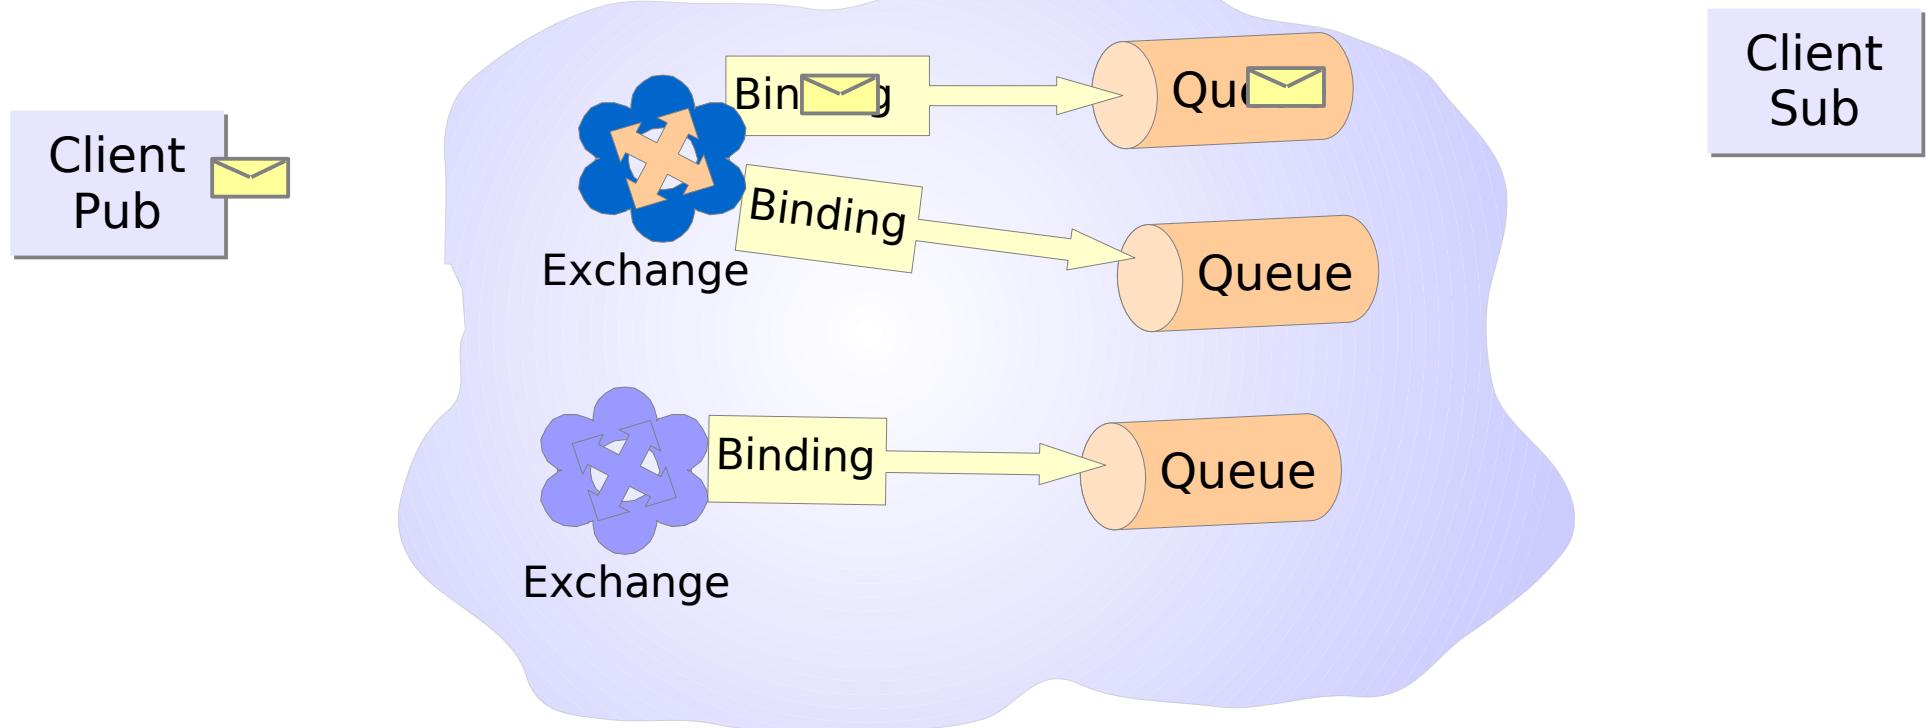 Client
Pub
Exchange
Binding
Queue
Binding
Queue
Exchange
Binding
Queue
Client
Sub